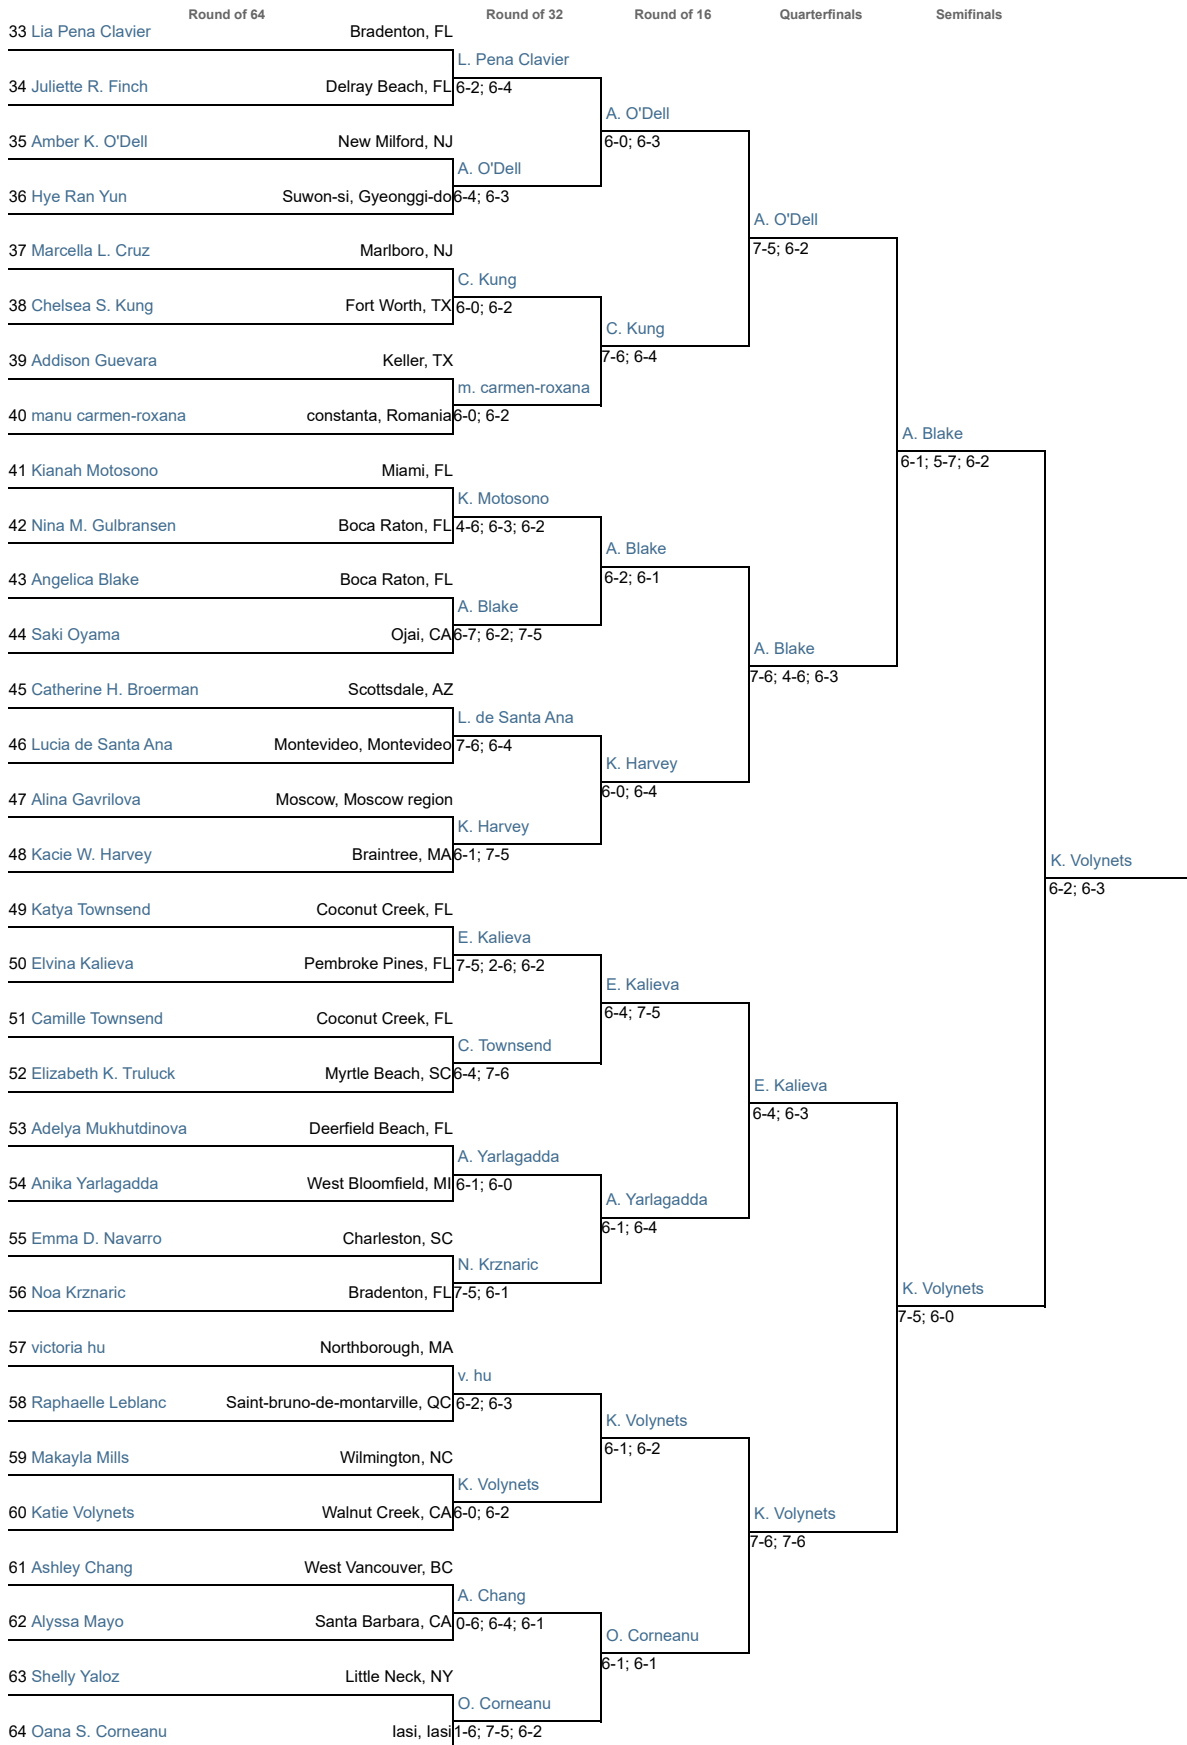 Round of 64 Round of 32 Round of 16 Quarterfinals Semifinals
33 Lia Pena Clavier Bradenton, FL
L. Pena Clavier
34 Juliette R. Finch Delray Beach, FL 6-2; 6-4
A. O'Dell
35 Amber K. O'Dell New Milford, NJ 6-0; 6-3
A. O'Dell
36 Hye Ran Yun Suwon-si, Gyeonggi-do 6-4; 6-3
A. O'Dell
37 Marcella L. Cruz Marlboro, NJ 7-5; 6-2
C. Kung
38 Chelsea S. Kung Fort Worth, TX 6-0; 6-2
C. Kung
39 Addison Guevara Keller, TX 7-6; 6-4
m. carmen-roxana
40 manu carmen-roxana constanta, Romania 6-0; 6-2
A. Blake
41 Kianah Motosono Miami, FL 6-1; 5-7; 6-2
K. Motosono
42 Nina M. Gulbransen Boca Raton, FL 4-6; 6-3; 6-2
A. Blake
43 Angelica Blake Boca Raton, FL 6-2; 6-1
A. Blake
44 Saki Oyama Ojai, CA 6-7; 6-2; 7-5
A. Blake
45 Catherine H. Broerman Scottsdale, AZ 7-6; 4-6; 6-3
L. de Santa Ana
46 Lucia de Santa Ana Montevideo, Montevideo 7-6; 6-4
K. Harvey
47 Alina Gavrilova Moscow, Moscow region 6-0; 6-4
K. Harvey
48 Kacie W. Harvey Braintree, MA 6-1; 7-5
K. Volynets
6-2; 6-3
49 Katya Townsend Coconut Creek, FL
E. Kalieva
50 Elvina Kalieva Pembroke Pines, FL 7-5; 2-6; 6-2
E. Kalieva
51 Camille Townsend Coconut Creek, FL 6-4; 7-5
C. Townsend
52 Elizabeth K. Truluck Myrtle Beach, SC 6-4; 7-6
E. Kalieva
53 Adelya Mukhutdinova Deerfield Beach, FL 6-4; 6-3
A. Yarlagadda
54 Anika Yarlagadda West Bloomfield, MI 6-1; 6-0
A. Yarlagadda
55 Emma D. Navarro Charleston, SC 6-1; 6-4
N. Krznaric
56 Noa Krznaric Bradenton, FL 7-5; 6-1
K. Volynets
7-5; 6-0
57 victoria hu Northborough, MA
v. hu
58 Raphaelle Leblanc Saint-bruno-de-montarville, QC 6-2; 6-3
K. Volynets
59 Makayla Mills Wilmington, NC 6-1; 6-2
K. Volynets
60 Katie Volynets Walnut Creek, CA 6-0; 6-2
K. Volynets
7-6; 7-6
61 Ashley Chang West Vancouver, BC
A. Chang
62 Alyssa Mayo Santa Barbara, CA 0-6; 6-4; 6-1
O. Corneanu
63 Shelly Yaloz Little Neck, NY 6-1; 6-1
O. Corneanu
64 Oana S. Corneanu Iasi, Iasi 1-6; 7-5; 6-2